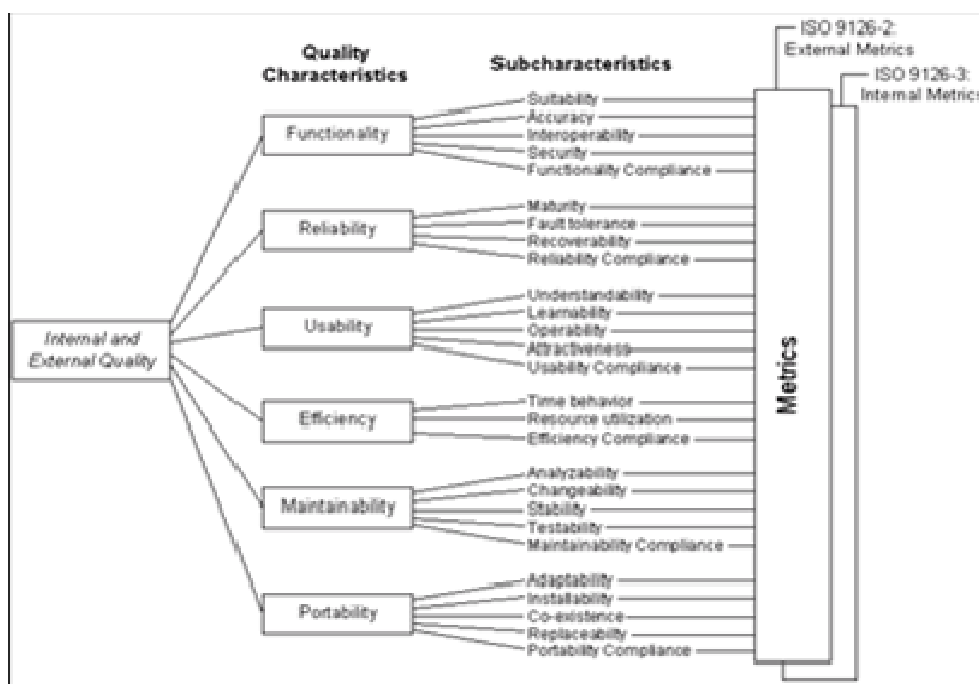 ISO 9126-2:
External Metrics
Quality
Characteristics
Subcharacteristics
ISO 9126-3:
Internal Metrics
Internal and
External Quality
Functionality
Suitability
Accuracy
Interoperability
Security
Functionality Compliance
Reliability
Maturity
Fault tolerance
Recoverability
Reliability Compliance
Usability
Understandability
Learnability
Operability
Attractiveness
Usability Compliance
Efficiency
Time behavior
Resource utilization
Efficiency Compliance
Maintainability
Analyzability
Changeability
Stability
Testability
Maintainability Compliance
Portability
Adaptability
Installability
Co-existence
Replaceabilty
Portability Compliance
Metrics